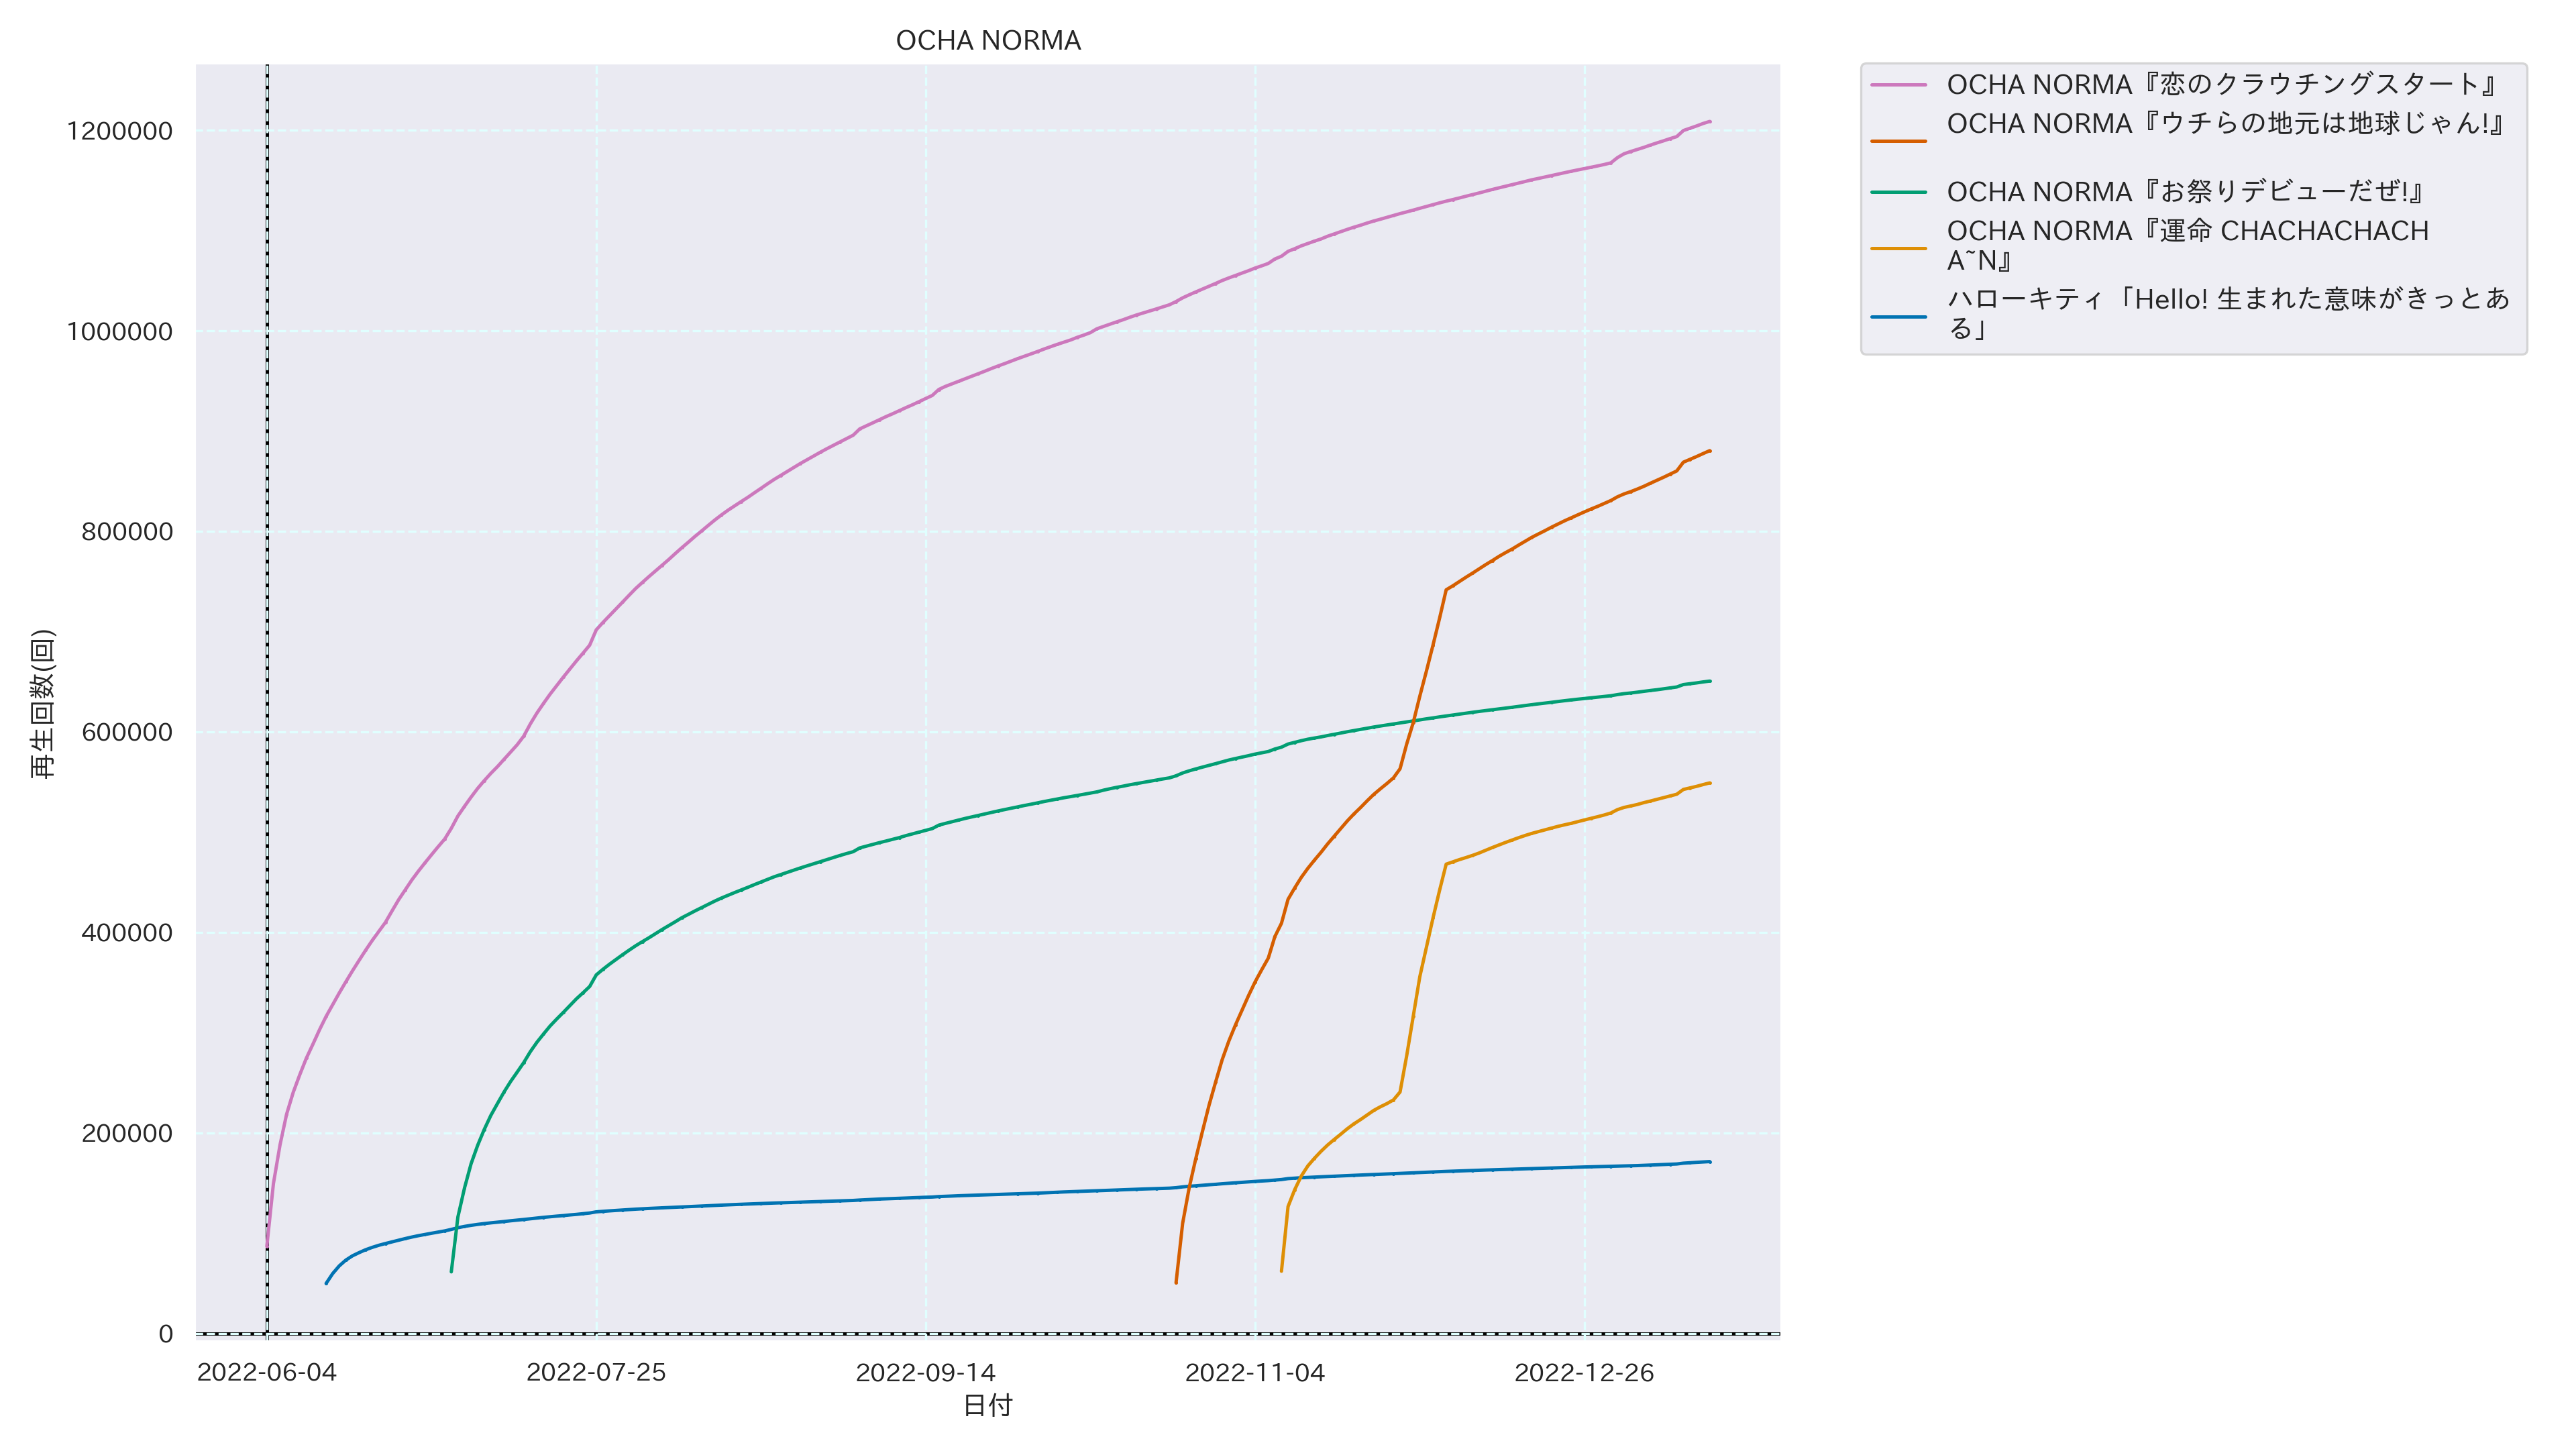 OCHA NORMA
1200000
1000000
800000
600000
400000
200000
0
再生回数(回)
2022-06-04
2022-07-25
2022-09-14
2022-11-04
2022-12-26
日付
OCHA NORMA『恋のクラウチングスタート』
OCHA NORMA『ウチらの地元は地球じゃん!』
OCHA NORMA『お祭りデビューだぜ!』
OCHA NORMA『運命 CHACHACHACH
A~N』
ハローキティ「Hello! 生まれた意味がきっとあ
る」